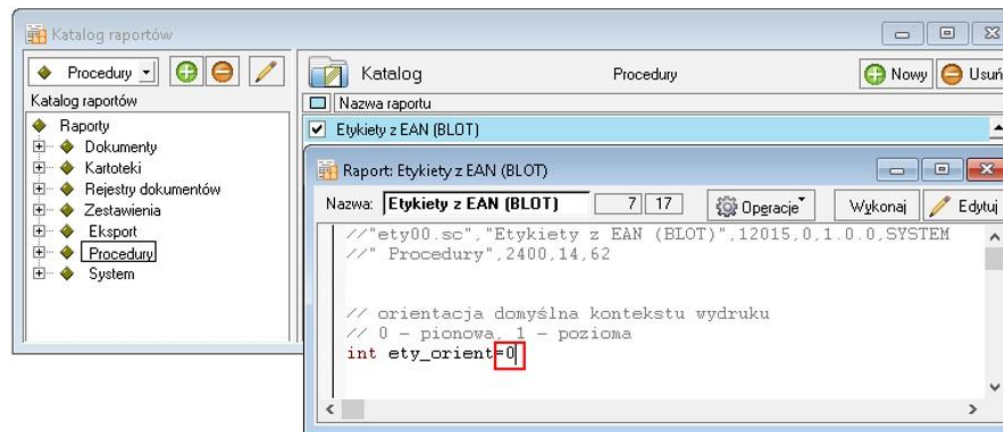 Katalog raportów
Procedury
Katalog raportów
Raporty
Dokumenty
Kartoteki
Rejestry dokumentów
Zestawienia
Eksport
Procedury
System
Katalog
Procedury
Nowy
Usuń
Nazwa raportu
Etykiety z EAN (BLOT)
Raport: Etykiety z EAN (BLOT)
Nazwa: Etykiety z EAN (BLOT) 7 17 Operacje Wykonaj Edytuj
//"ety00.sc","Etykiety z EAN (BLOT)",12015,0,1.0.0,SYSTEM
//" Procedury",2400,14,62
// orientacja domyślna kontekstu wydruku
// 0 – pionowa, 1 – pozioma
int ety_orient=0